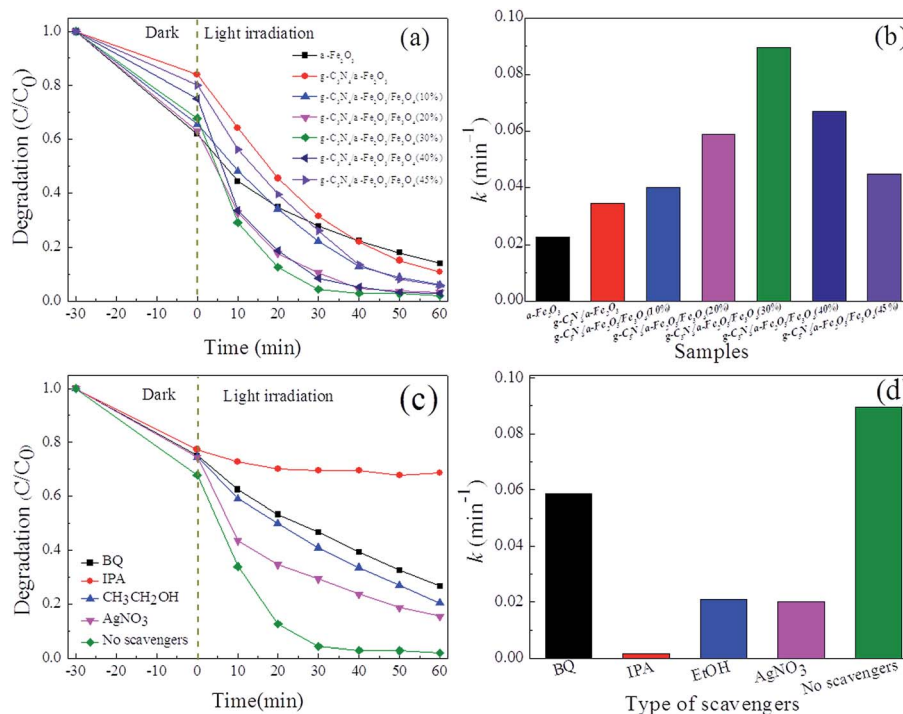 (a)
Dark
Light irradiation
a-Fe₂O₃
g-C₃N₄/a-Fe₂O₃
g-C₃N₄/a-Fe₂O₃/Fe₃O₄(10%)
g-C₃N₄/a-Fe₂O₃/Fe₃O₄(20%)
g-C₃N₄/a-Fe₂O₃/Fe₃O₄(30%)
g-C₃N₄/a-Fe₂O₃/Fe₃O₄(40%)
g-C₃N₄/a-Fe₂O₃/Fe₃O₄(45%)
Degradation (C/C₀)
1.0
0.8
0.6
0.4
0.2
0.0
-30 -20 -10 0 10 20 30 40 50 60
Time (min)
(b)
k (min⁻¹)
0.10
0.08
0.06
0.04
0.02
0.00
a-Fe₂O₃
g-C₃N₄/a-Fe₂O₃
g-C₃N₄/a-Fe₂O₃/Fe₃O₄(10%)
g-C₃N₄/a-Fe₂O₃/Fe₃O₄(20%)
g-C₃N₄/a-Fe₂O₃/Fe₃O₄(30%)
g-C₃N₄/a-Fe₂O₃/Fe₃O₄(40%)
g-C₃N₄/a-Fe₂O₃/Fe₃O₄(45%)
Samples
(c)
Dark
Light irradiation
BQ
IPA
CH3CH2OH
AgNO₃
No scavengers
Degradation (C/C₀)
1.0
0.8
0.6
0.4
0.2
0.0
-30 -20 -10 0 10 20 30 40 50 60
Time(min)
(d)
k (min⁻¹)
0.10
0.08
0.06
0.04
0.02
0.00
BQ
IPA
EtOH
AgNO₃
No scavengers
Type of scavengers